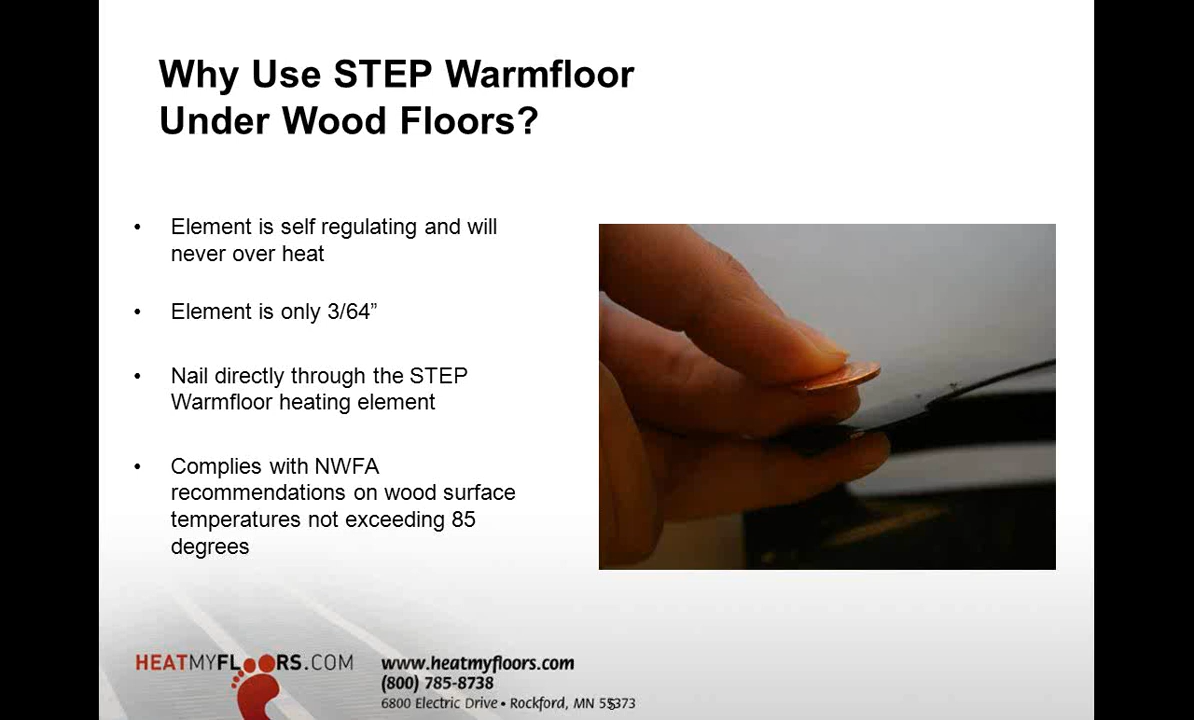 Why Use STEP Warmfloor
Under Wood Floors?
• Element is self regulating and will
never over heat
• Element is only 3/64”
• Nail directly through the STEP
Warmfloor heating element
• Complies with NWFA
recommendations on wood surface
temperatures not exceeding 85
degrees
HEATMYFLOORS.COM
www.heatmyfloors.com
(800) 785-8738
6800 Electric Drive • Rockford, MN 55373
5